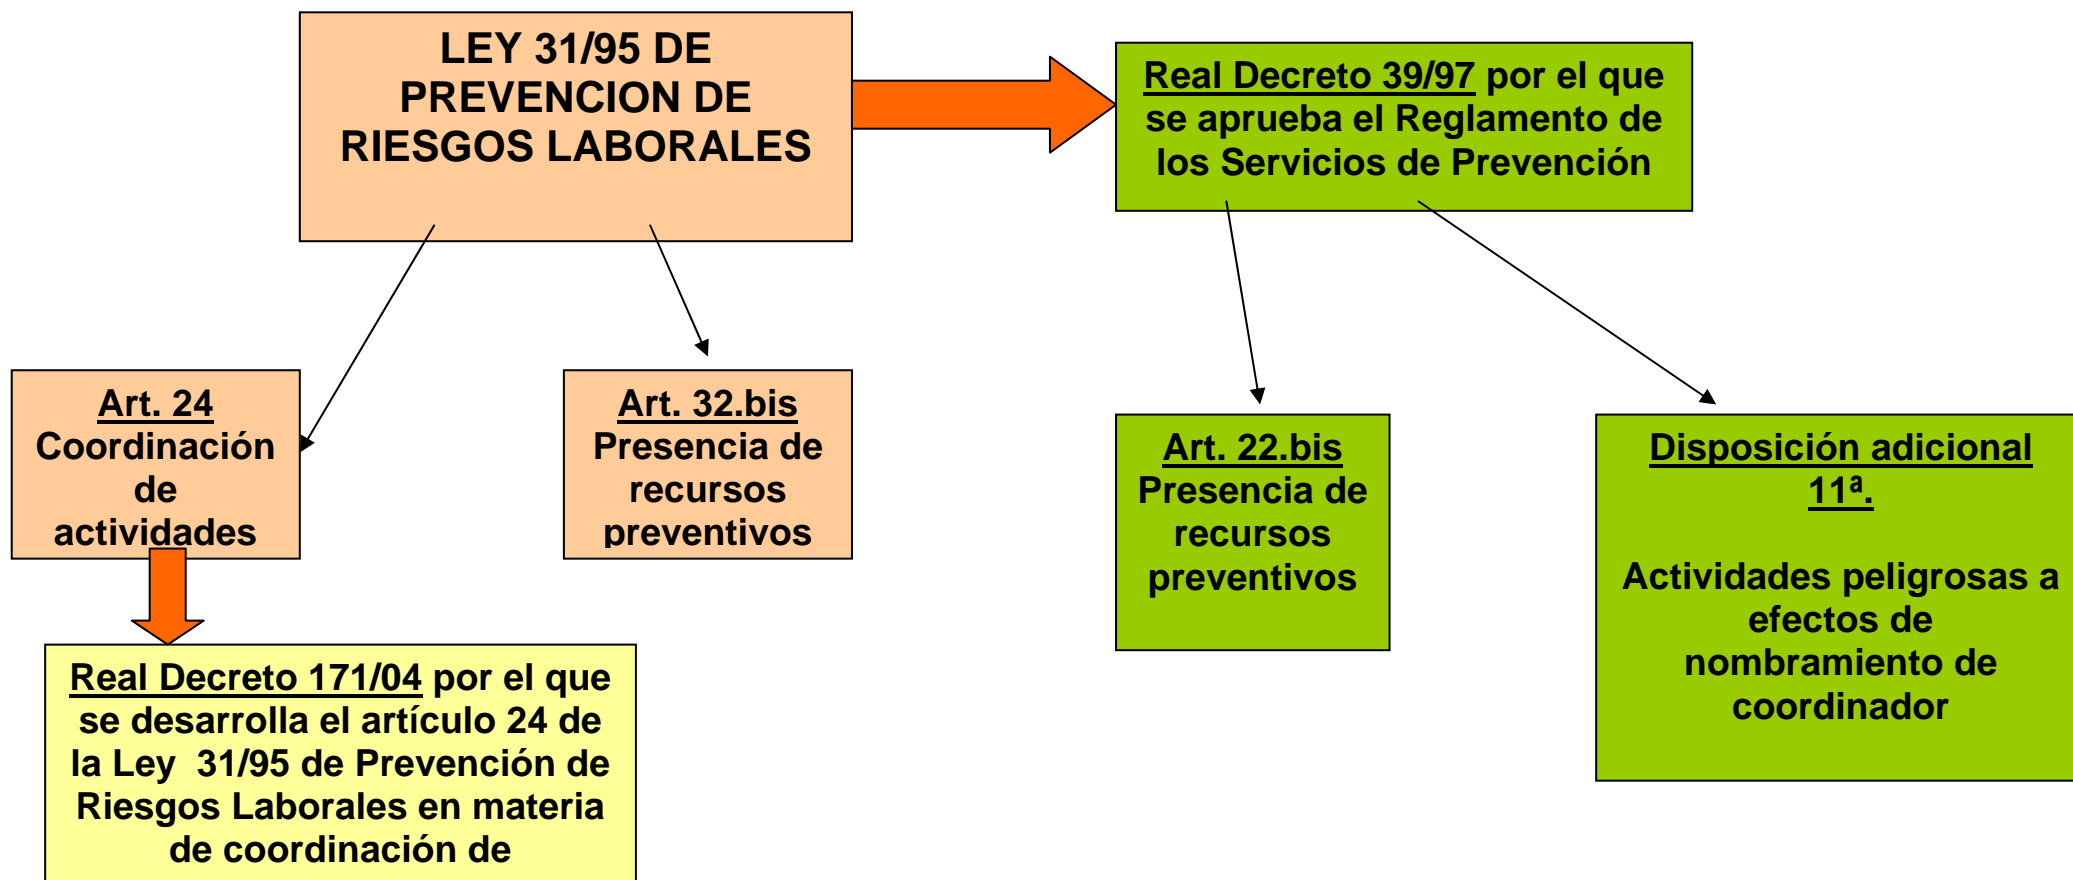 LEY 31/95 DE
PREVENCION DE
RIESGOS LABORALES
Real Decreto 39/97 por el que
se aprueba el Reglamento de
los Servicios de Prevención
Art. 24
Coordinación
de
actividades
Art. 32.bis
Presencia de
recursos
preventivos
Art. 22.bis
Presencia de
recursos
preventivos
Disposición adicional
11ª.
Actividades peligrosas a
efectos de
nombramiento de
coordinador
Real Decreto 171/04 por el que
se desarrolla el artículo 24 de
la Ley  31/95 de Prevención de
Riesgos Laborales en materia
de coordinación de